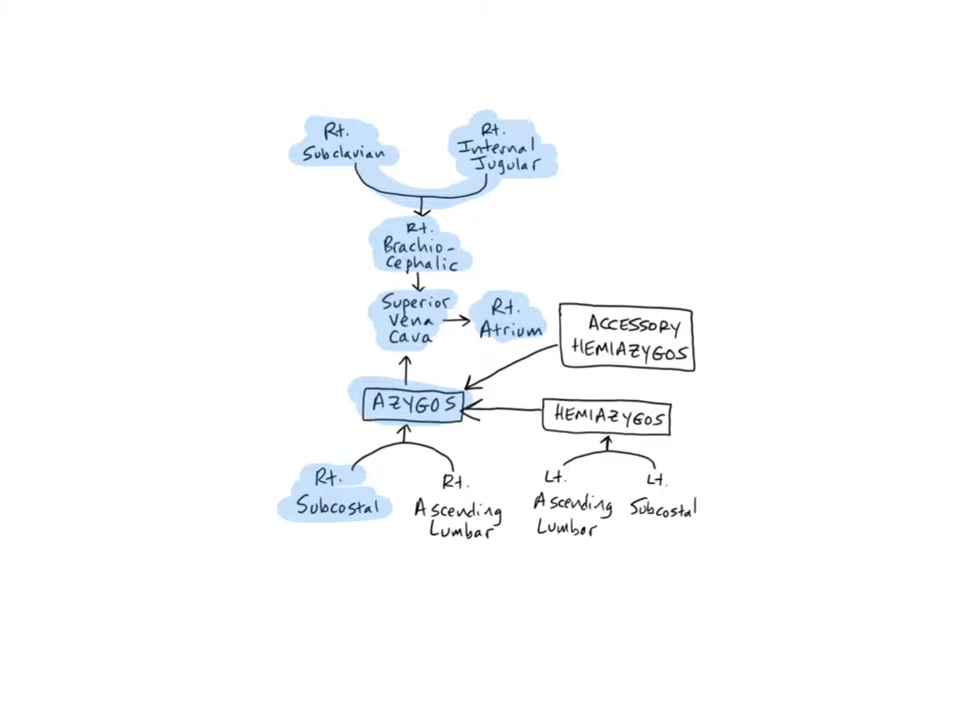 Rt.
Subclavian
Rt.
Internal
Jugular
Rt.
Brachio-
Cephalic
Superior
Vena
Cava
Rt.
Atrium
ACCESSORY
HEMIAZYGOS
AZYGOS
HEMIAZYGOS
Rt.
Subcostal
Rt.
Ascending
Lumbar
Lt.
Ascending
Lumbar
Lt.
Subcostal